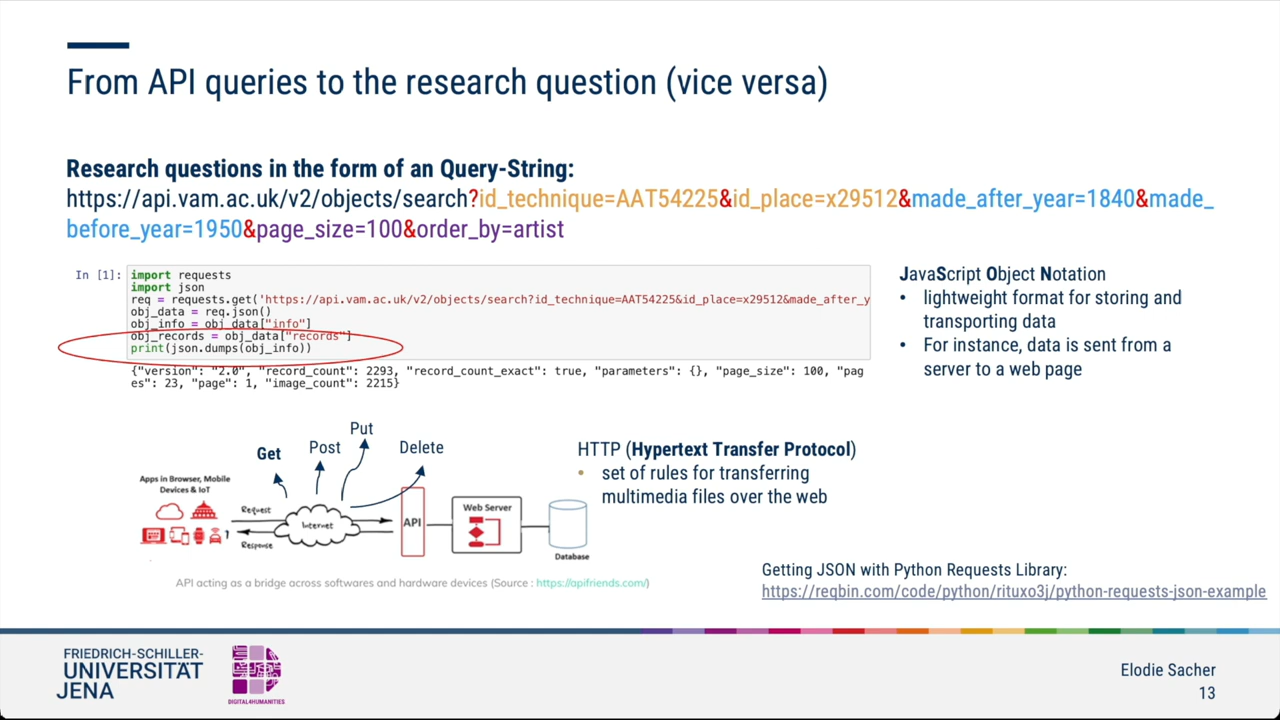 From API queries to the research question (vice versa)
Research questions in the form of an Query-String:
https://api.vam.ac.uk/v2/objects/search?id_technique=AAT54225&id_place=x29512&made_after_year=1840&made_
before_year=1950&page_size=100&order_by=artist
In [1]:
import requests
import json
req = requests.get('https://api.vam.ac.uk/v2/objects/search?id_technique=AAT54225&id_place=x29512&made_after_y
obj_data = req.json()
obj_info = obj_data["info"]
obj_records = obj_data["records"]
print(json.dumps(obj_info))
{"version": "2.0", "record_count": 2293, "record_count_exact": true, "parameters": {}, "page_size": 100, "pag
es": 23, "page": 1, "image_count": 2215}
JavaScript Object Notation
• lightweight format for storing and
transporting data
• For instance, data is sent from a
server to a web page
Get
Post
Put
Delete
Apps in Browser, Mobile
Devices & IoT
Request
Response
Internet
API
Web Server
Database
API acting as a bridge across softwares and hardware devices (Source : https://apifriends.com/)
HTTP (Hypertext Transfer Protocol)
• set of rules for transferring
multimedia files over the web
Getting JSON with Python Requests Library:
https://reqbin.com/code/python/rituxo3j/python-requests-json-example
FRIEDRICH-SCHILLER-
UNIVERSITÄT
JENA
DIGITAL4HUMANITIES
Elodie Sacher
13